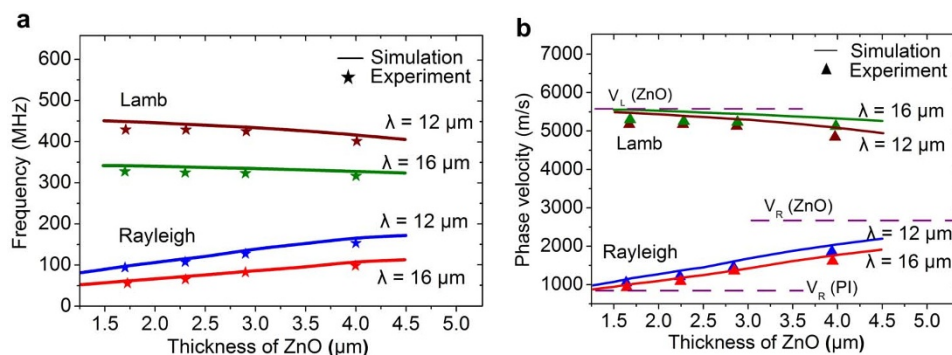 a
600
500
400
300
200
100
0
Frequency (MHz)
Simulation
Experiment
Lamb
λ = 12 μm
λ = 16 μm
Rayleigh
λ = 12 μm
λ = 16 μm
1.5 2.0 2.5 3.0 3.5 4.0 4.5 5.0
Thickness of ZnO (μm)
b
7000
6000
5000
4000
3000
2000
1000
0
Phase velocity (m/s)
Simulation
Experiment
V_L (ZnO)
λ = 16 μm
Lamb
λ = 12 μm
V_R (ZnO)
Rayleigh
λ = 12 μm
λ = 16 μm
V_R (PI)
1.5 2.0 2.5 3.0 3.5 4.0 4.5 5.0
Thickness of ZnO (μm)